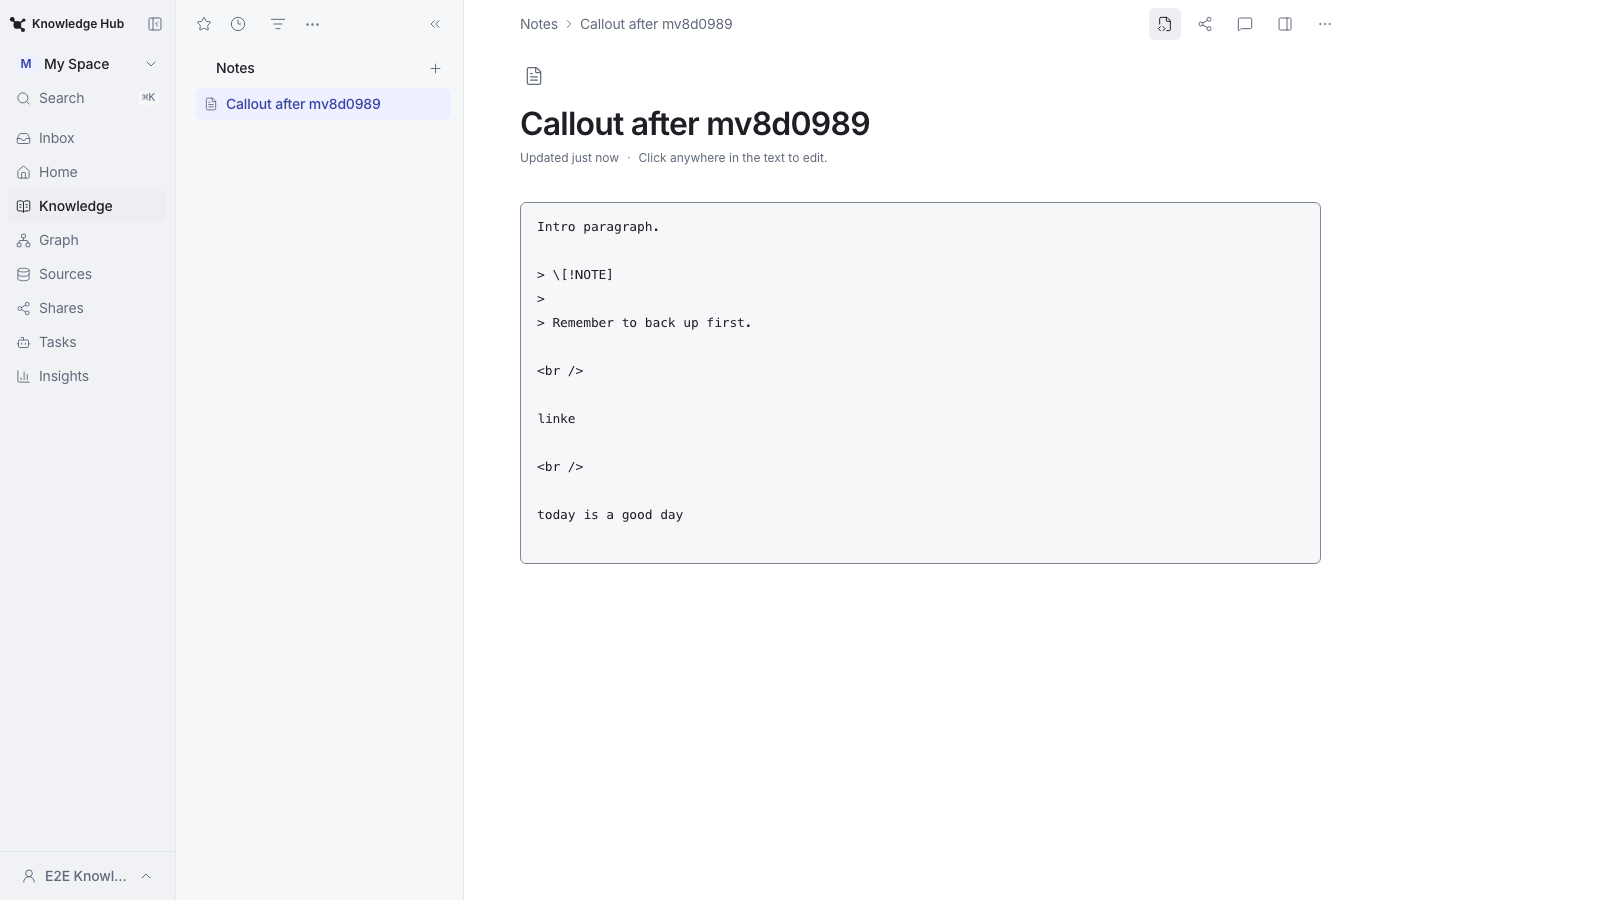 Knowledge Hub
M My Space
Search ⌘K
Inbox
Home
Knowledge
Graph
Sources
Shares
Tasks
Insights
E2E Knowl...
Notes
Callout after mv8d0989
Notes > Callout after mv8d0989
Callout after mv8d0989
Updated just now · Click anywhere in the text to edit.
Intro paragraph.
> \[!NOTE]
>
> Remember to back up first.
<br />
linke
<br />
today is a good day